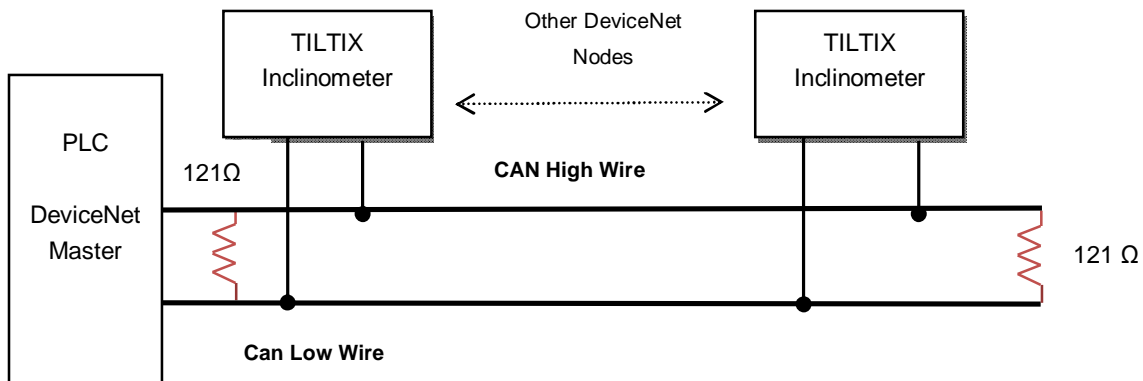 TILTIX
Inclinometer
Other DeviceNet
Nodes
TILTIX
Inclinometer
PLC
DeviceNet
Master
121Ω
CAN High Wire
121 Ω
Can Low Wire